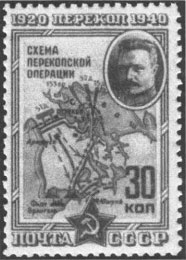 1920 ПЕРЕКОП 1940
СХЕМА
ПЕРЕКОПСКОЙ
ОПЕРАЦИИ
30
КОП
ПОЧТА СССР